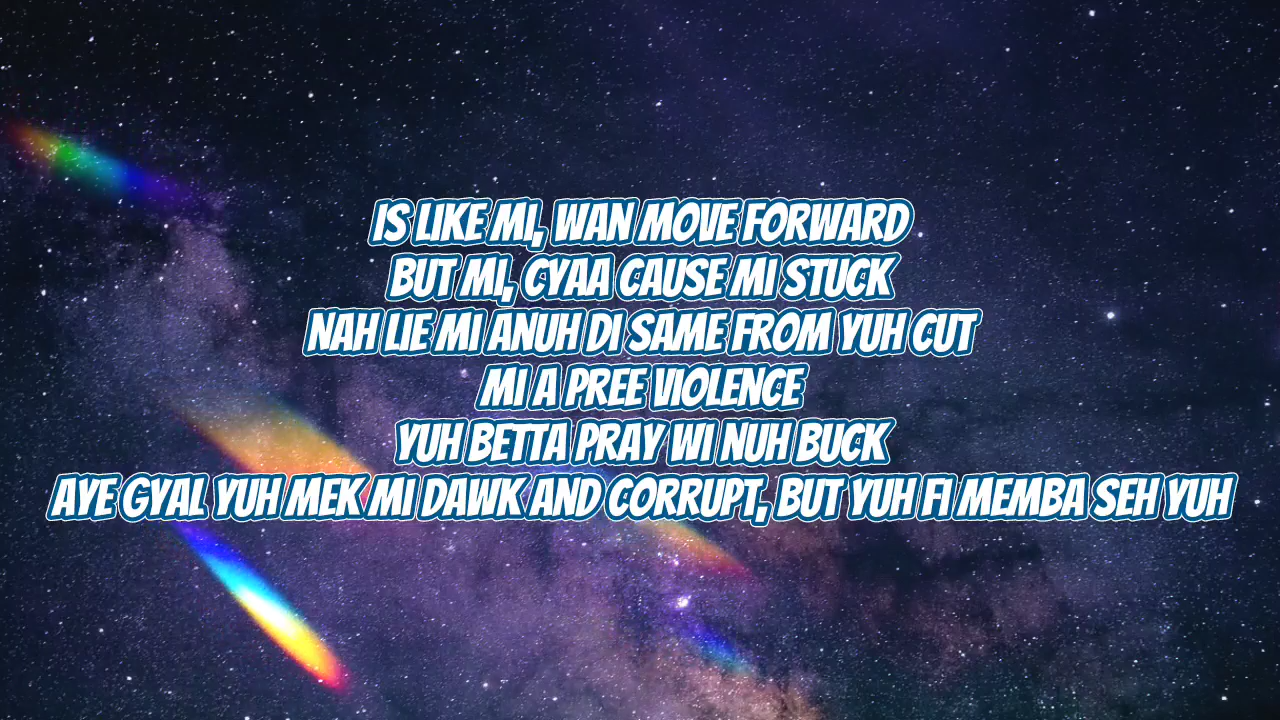 IS LIKE MI, WAN MOVE FORWARD
BUT MI, CYAA CAUSE MI STUCK
NAH LIE MI ANUH DI SAME FROM YUH CUT
MI A PREE VIOLENCE
YUH BETTA PRAY WI NUH BUCK
AYE GYAL YUH MEK MI DAWK AND CORRUPT, BUT YUH FI MEMBA SEH YUH